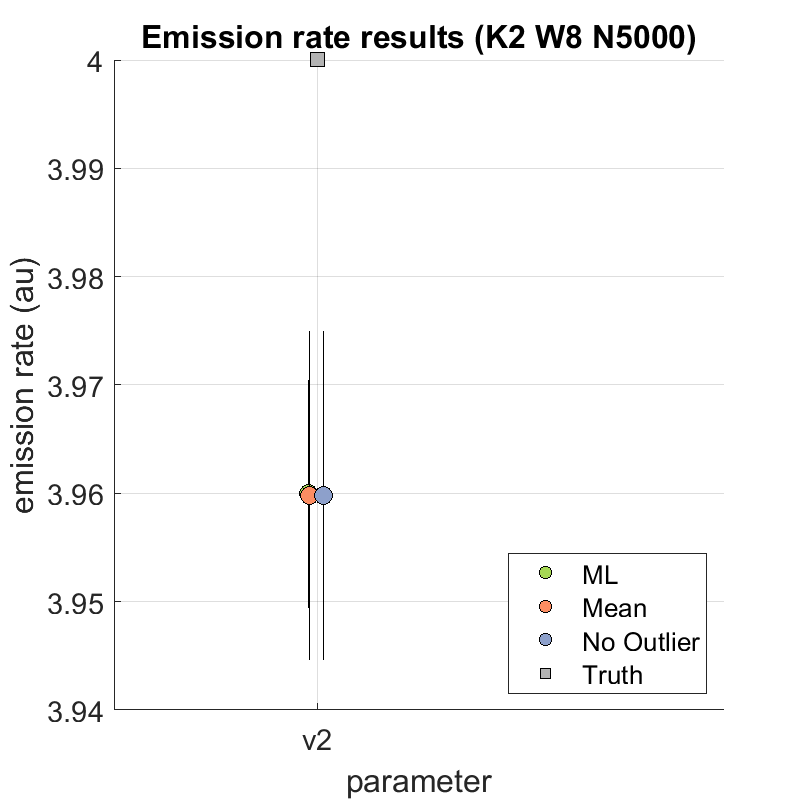 Emission rate results (K2 W8 N5000)
4
3.99
3.98
3.97
3.96
3.95
3.94
emission rate (au)
ML
Mean
No Outlier
Truth
v2
parameter